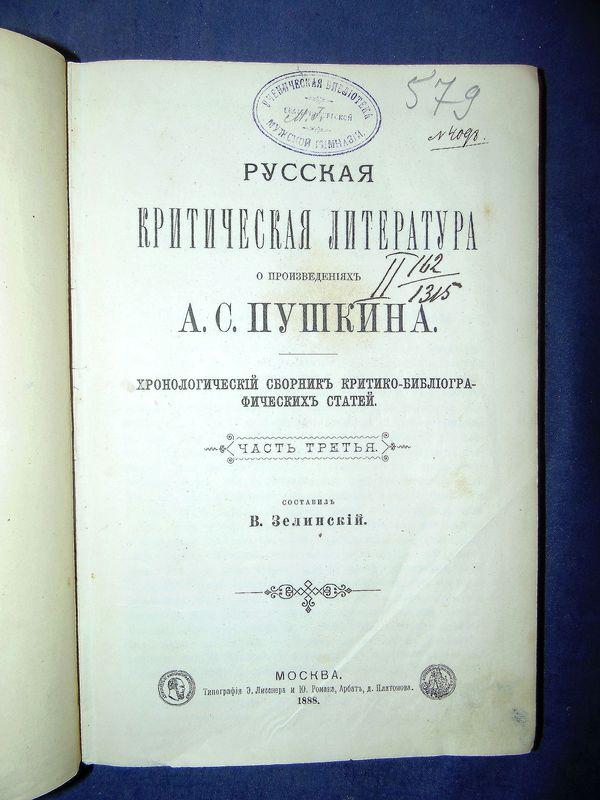 УЧЕНИЧЕСКАЯ БИБЛІОТЕКА
МУЖСКОЙ ГИМНАЗІИ
579
РУССКАЯ
КРИТИЧЕСКАЯ ЛИТЕРАТУРА
О ПРОИЗВЕДЕНІЯХЪ
II 162
1315
А. С. ПУШКИНА.
ХРОНОЛОГИЧЕСКІЙ СБОРНИКЪ КРИТИКО-БИБЛІОГРА-
ФИЧЕСКИХЪ СТАТЕЙ.
ЧАСТЬ ТРЕТЬЯ.
СОСТАВИЛЪ
В. Зелинскій.
МОСКВА.
Типографія Э. Лисснера и Ю. Романа, Арбатъ, д. Платонова.
1888.